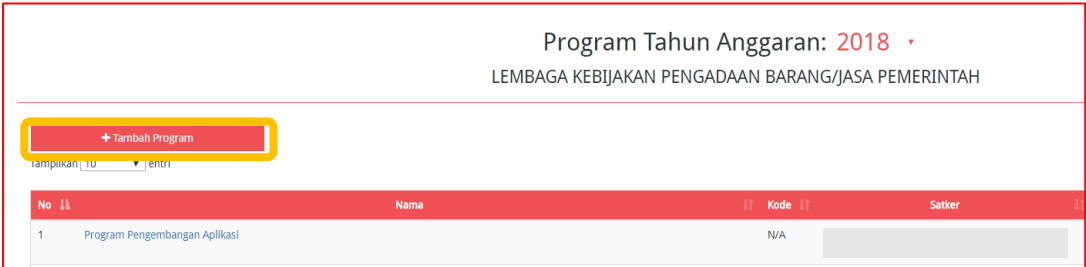 Program Tahun Anggaran: 2018
LEMBAGA KEBIJAKAN PENGADAAN BARANG/JASA PEMERINTAH
+ Tambah Program
Tampilkan 10 entri
No Nama Kode Satker
1 Program Pengembangan Aplikasi N/A